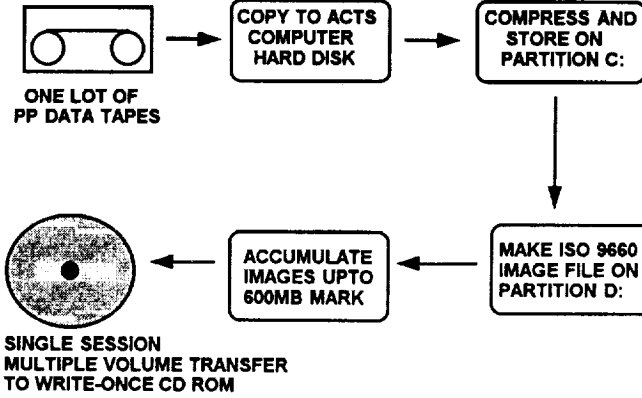 ONE LOT OF
PP DATA TAPES
COPY TO ACTS
COMPUTER
HARD DISK
COMPRESS AND
STORE ON
PARTITION C:
MAKE ISO 9660
IMAGE FILE ON
PARTITION D:
ACCUMULATE
IMAGES UPTO
600MB MARK
SINGLE SESSION
MULTIPLE VOLUME TRANSFER
TO WRITE-ONCE CD ROM